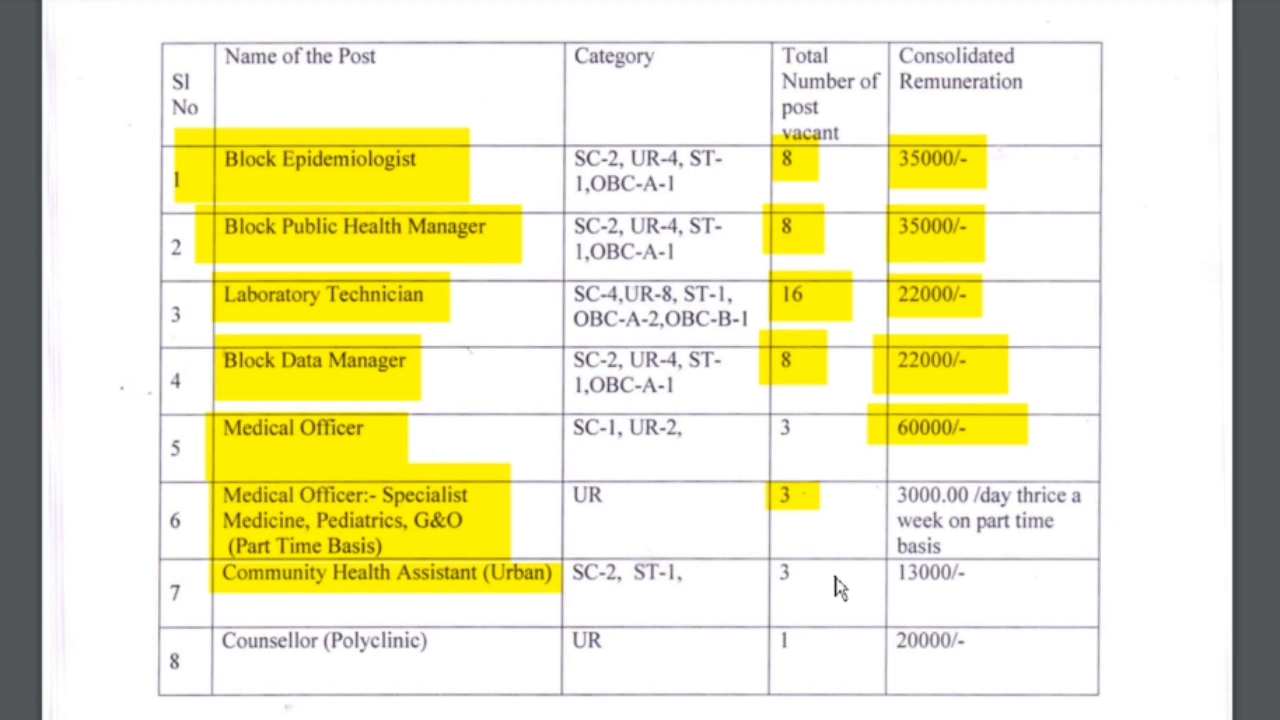 Sl
No
Name of the Post
Category
Total
Number of
post
vacant
Consolidated
Remuneration
1
Block Epidemiologist
SC-2, UR-4, ST-
1,OBC-A-1
8
35000/-
2
Block Public Health Manager
SC-2, UR-4, ST-
1,OBC-A-1
8
35000/-
3
Laboratory Technician
SC-4,UR-8, ST-1,
OBC-A-2,OBC-B-1
16
22000/-
4
Block Data Manager
SC-2, UR-4, ST-
1,OBC-A-1
8
22000/-
5
Medical Officer
SC-1, UR-2,
3
60000/-
6
Medical Officer:- Specialist
Medicine, Pediatrics, G&O
(Part Time Basis)
UR
3
3000.00 /day thrice a
week on part time
basis
7
Community Health Assistant (Urban)
SC-2, ST-1,
3
13000/-
8
Counsellor (Polyclinic)
UR
1
20000/-